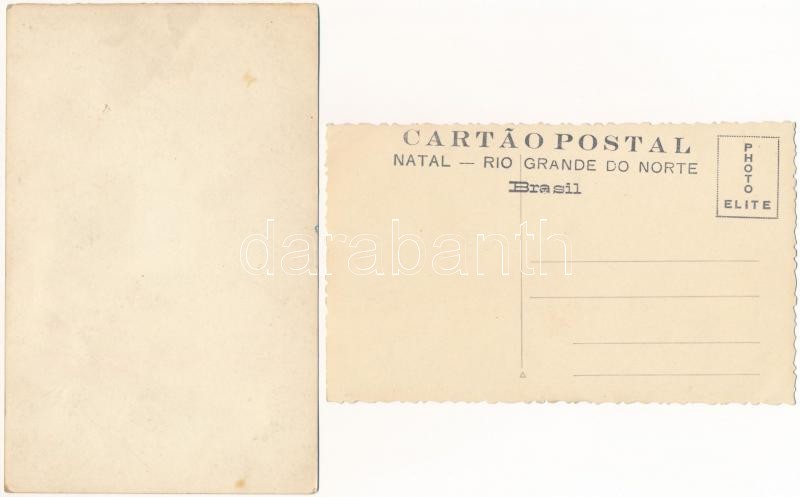 CARTÃO POSTAL
NATAL — RIO GRANDE DO NORTE
Brasil
PHOTO
ELITE
darabanth